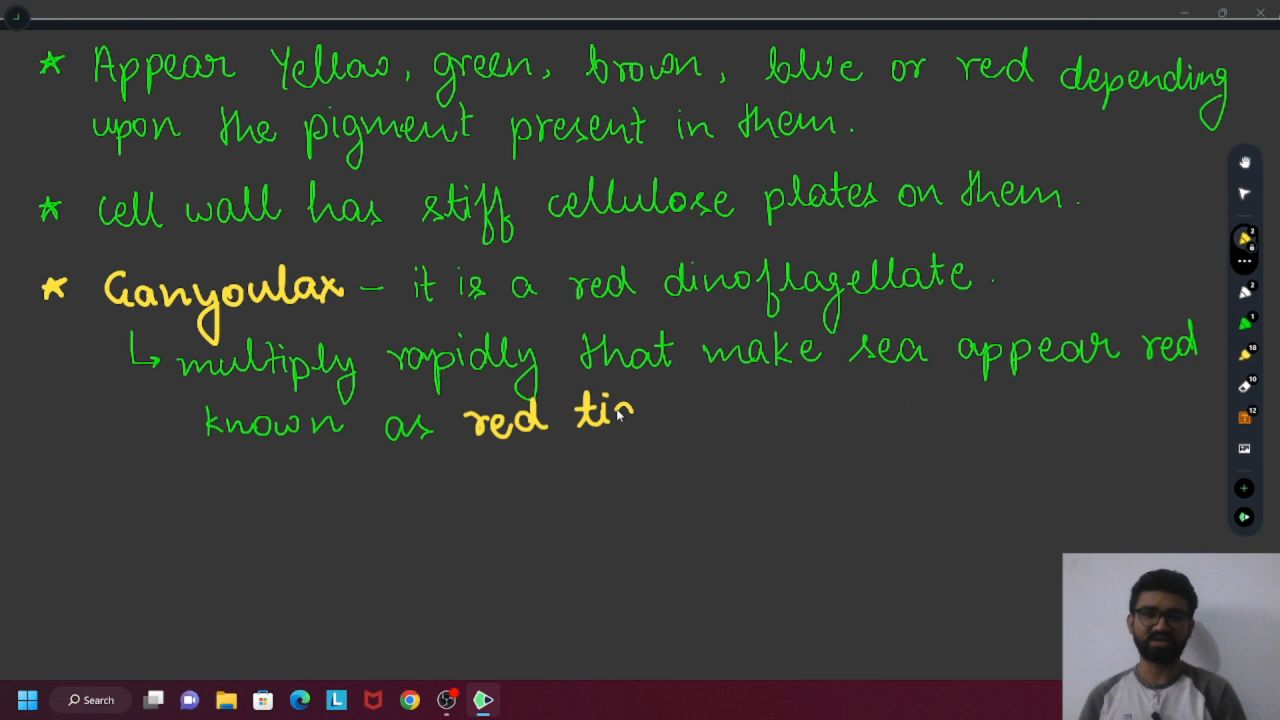 * Appear Yellow, green, brown, blue or red depending
upon the pigment present in them.
* cell wall has stiff cellulose plates on them.
* Ganyoulax - it is a red dinoflagellate.
↳ multiply rapidly that make sea appear red
known as red ti
Search